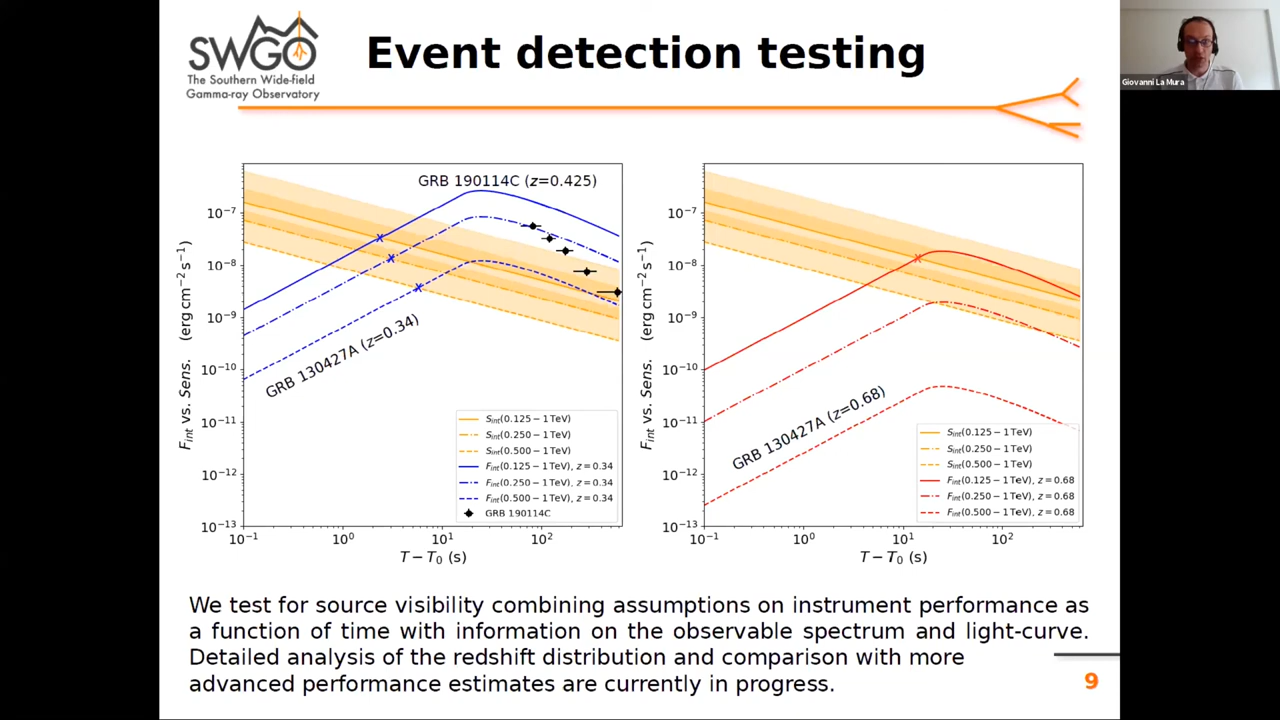 SWGO
The Southern Wide-field
Gamma-ray Observatory
Event detection testing
Giovanni La Mura
GRB 190114C (z=0.425)
GRB 130427A (z=0.34)
F_int vs. Sens. (erg cm⁻² s⁻¹)
10⁻⁷
10⁻⁸
10⁻⁹
10⁻¹⁰
10⁻¹¹
10⁻¹²
10⁻¹³
S_int(0.125 − 1 TeV)
S_int(0.250 − 1 TeV)
S_int(0.500 − 1 TeV)
F_int(0.125 − 1 TeV), z = 0.34
F_int(0.250 − 1 TeV), z = 0.34
F_int(0.500 − 1 TeV), z = 0.34
GRB 190114C
10⁻¹ 10⁰ 10¹ 10²
T − T₀ (s)
F_int vs. Sens. (erg cm⁻² s⁻¹)
10⁻⁷
10⁻⁸
10⁻⁹
10⁻¹⁰
10⁻¹¹
10⁻¹²
10⁻¹³
GRB 130427A (z=0.68)
S_int(0.125 − 1 TeV)
S_int(0.250 − 1 TeV)
S_int(0.500 − 1 TeV)
F_int(0.125 − 1 TeV), z = 0.68
F_int(0.250 − 1 TeV), z = 0.68
F_int(0.500 − 1 TeV), z = 0.68
10⁻¹ 10⁰ 10¹ 10²
T − T₀ (s)
We test for source visibility combining assumptions on instrument performance as
a function of time with information on the observable spectrum and light-curve.
Detailed analysis of the redshift distribution and comparison with more
advanced performance estimates are currently in progress.
9